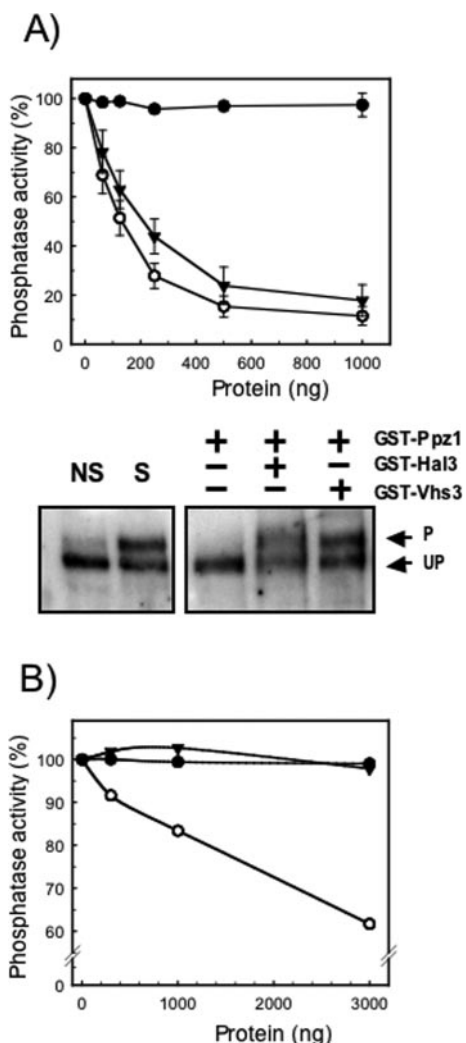 A)
Phosphatase activity (%)
100
80
60
40
20
0
0 200 400 600 800 1000
Protein (ng)
+ + + GST-Ppz1
NS S − + − GST-Hal3
− − + GST-Vhs3
P
UP
B)
Phosphatase activity (%)
100
90
80
70
60
0
0 1000 2000 3000
Protein (ng)